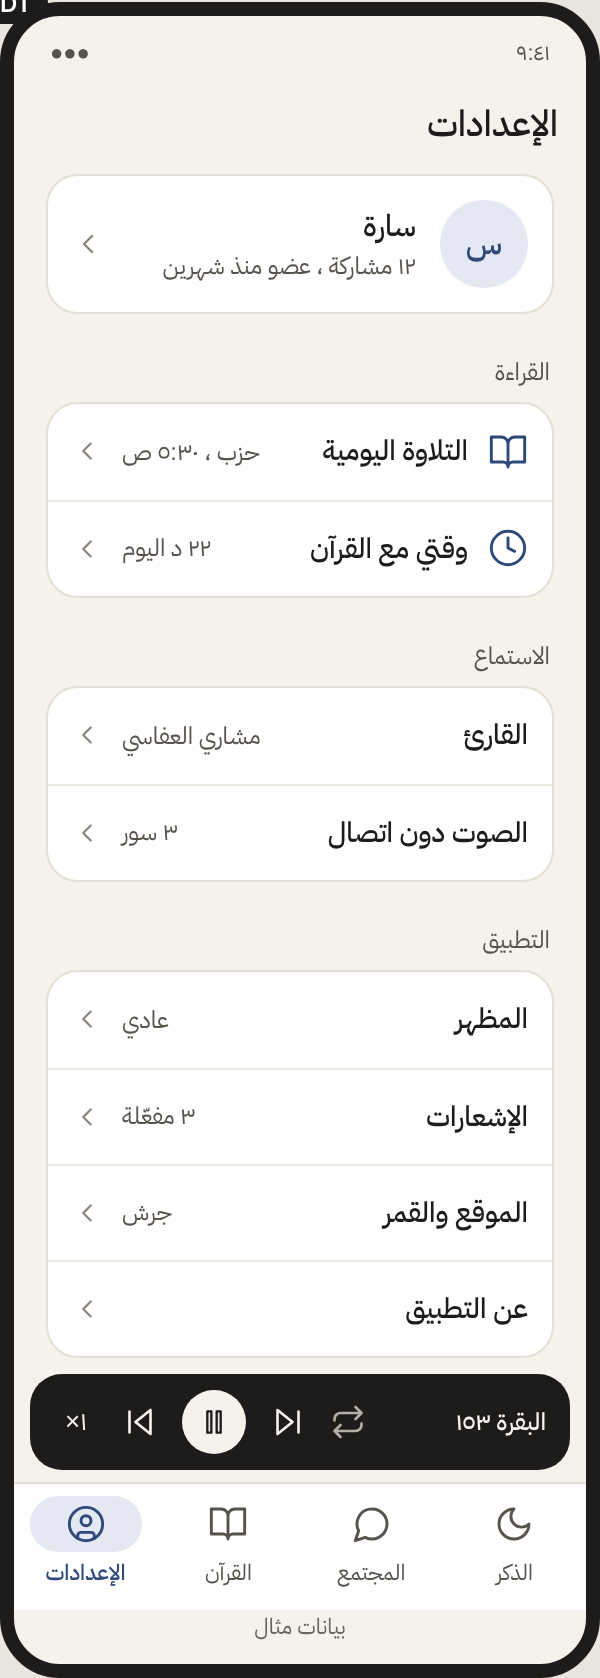 DT
٩:٤١
الإعدادات
س
سارة
١٢ مشاركة ، عضو منذ شهرين
القراءة
التلاوة اليومية
حزب ، ٥:٣٠ ص
وقتي مع القرآن
٢٢ د اليوم
الاستماع
القارئ
مشاري العفاسي
الصوت دون اتصال
٣ سور
التطبيق
المظهر
عادي
الإشعارات
٣ مفعّلة
الموقع والقمر
جرش
عن التطبيق
البقرة ١٥٣
١×
الذكر
المجتمع
القرآن
الإعدادات
بيانات مثال